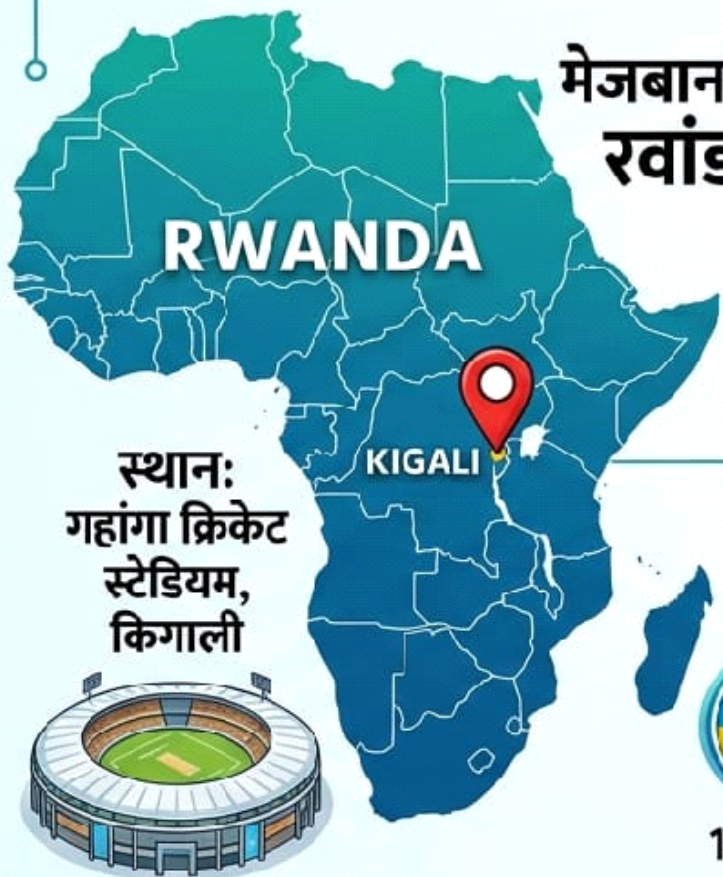 मेजबान
RWANDA
KIGALI
स्थान:
गहांगा क्रिकेट
स्टेडियम,
किगाली